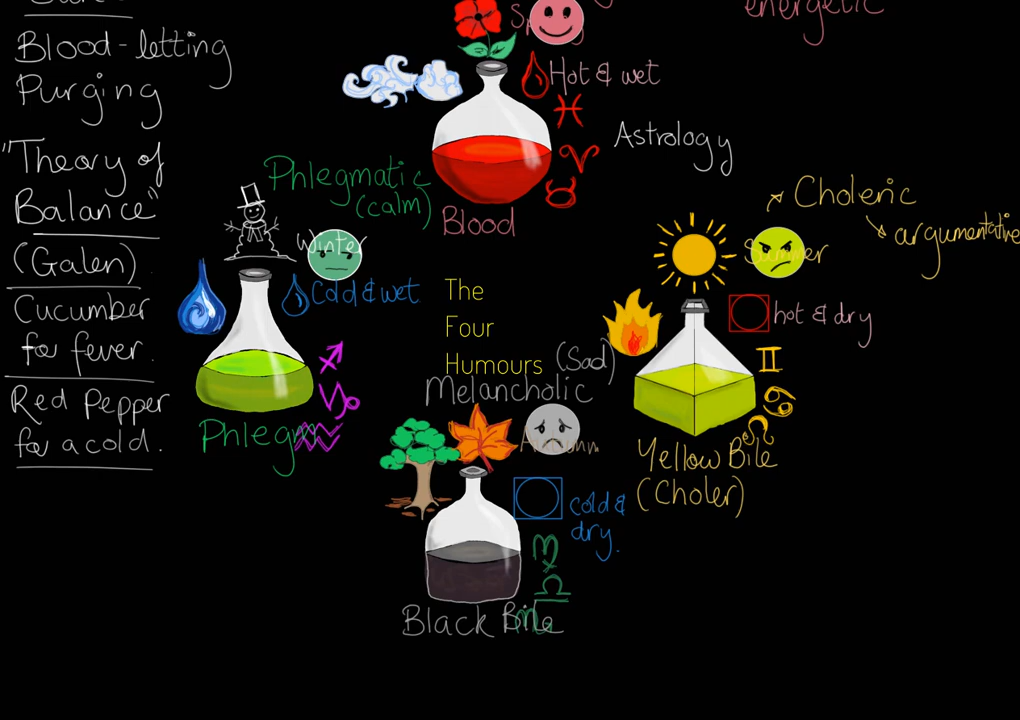 energetic
Blood-letting
Purging
"Theory of
Balance"
(Galen).
Cucumber
for fever.
Red Pepper
for a cold.
Hot & wet
Astrology
Blood
Phlegmatic
(calm)
Winter
Cold & wet
Phlegm
The
Four
Humours
(Sad)
Melancholic
Autumn
cold &
dry.
Black Bile
Choleric
argumentative
Summer
hot & dry
Yellow Bile
(Choler)